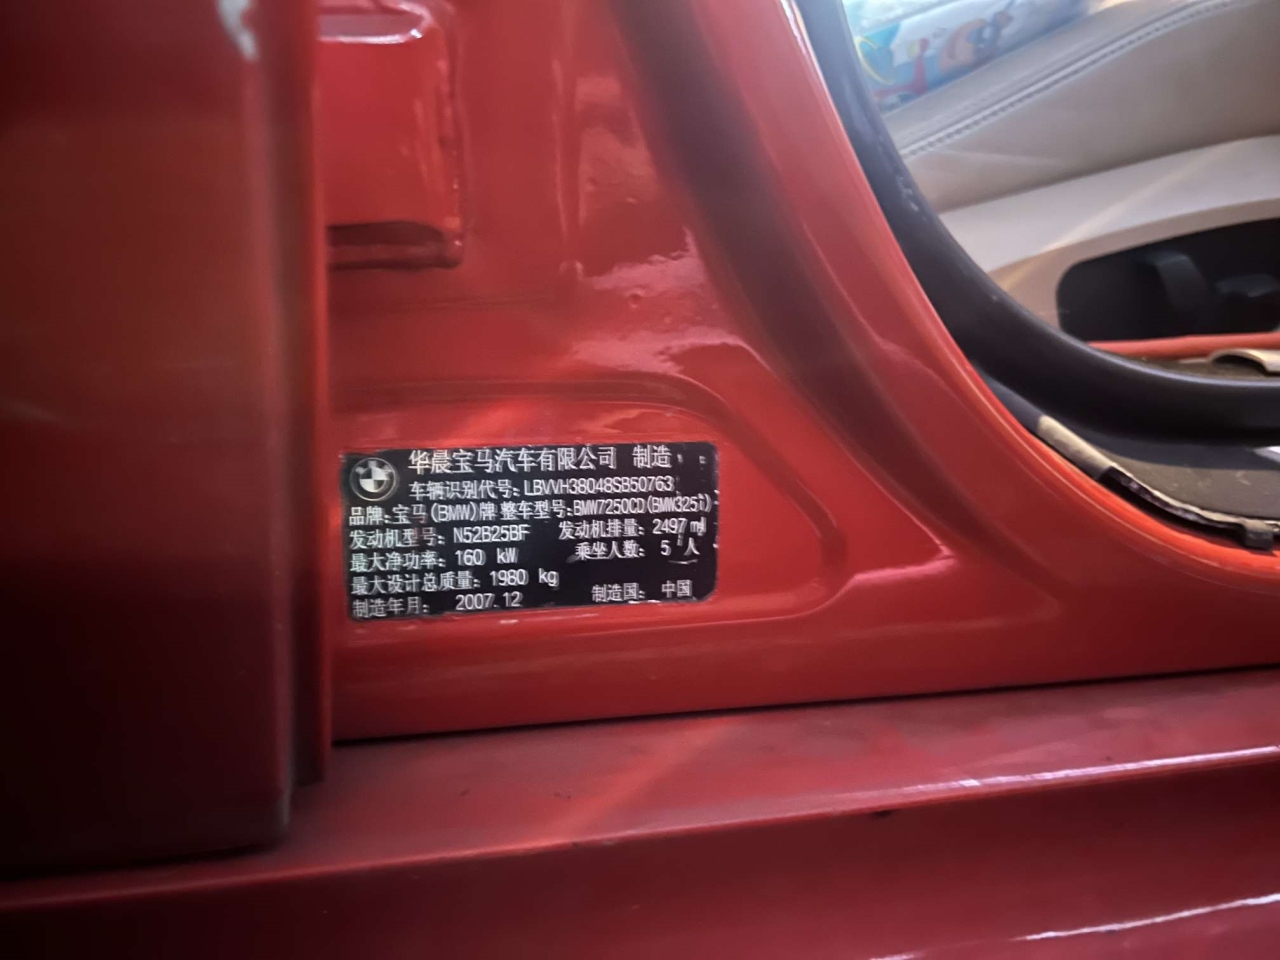 华晨宝马汽车有限公司 制造
车辆识别代号：LBVVH38048SB50763
品牌：宝马(BMW)牌 整车型号：BMW7250CD(BMW325i)
发动机型号：N52B25BF 发动机排量：2497 ml
最大净功率：160 kW 乘坐人数：5 人
最大设计总质量：1980 kg
制造年月：2007.12 制造国：中国